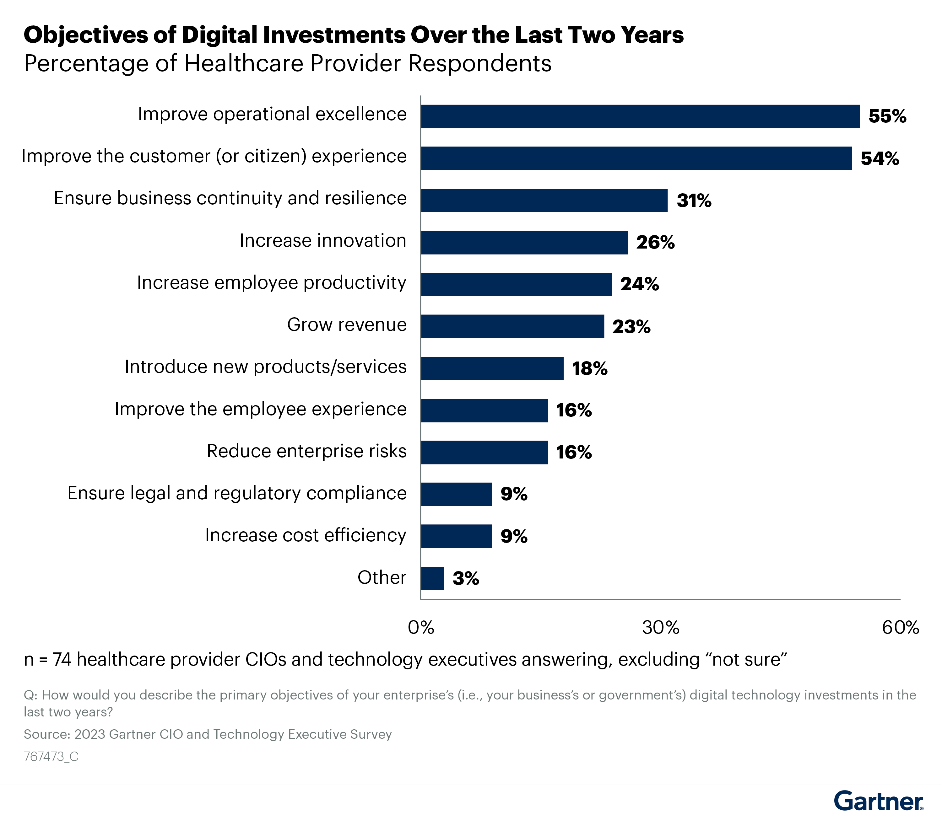 Objectives of Digital Investments Over the Last Two Years
Percentage of Healthcare Provider Respondents
Improve operational excellence 55%
Improve the customer (or citizen) experience 54%
Ensure business continuity and resilience 31%
Increase innovation 26%
Increase employee productivity 24%
Grow revenue 23%
Introduce new products/services 18%
Improve the employee experience 16%
Reduce enterprise risks 16%
Ensure legal and regulatory compliance 9%
Increase cost efficiency 9%
Other 3%
0% 30% 60%
n = 74 healthcare provider CIOs and technology executives answering, excluding “not sure”
Q: How would you describe the primary objectives of your enterprise’s (i.e., your business’s or government’s) digital technology investments in the
last two years?
Source: 2023 Gartner CIO and Technology Executive Survey
767473_C
Gartner